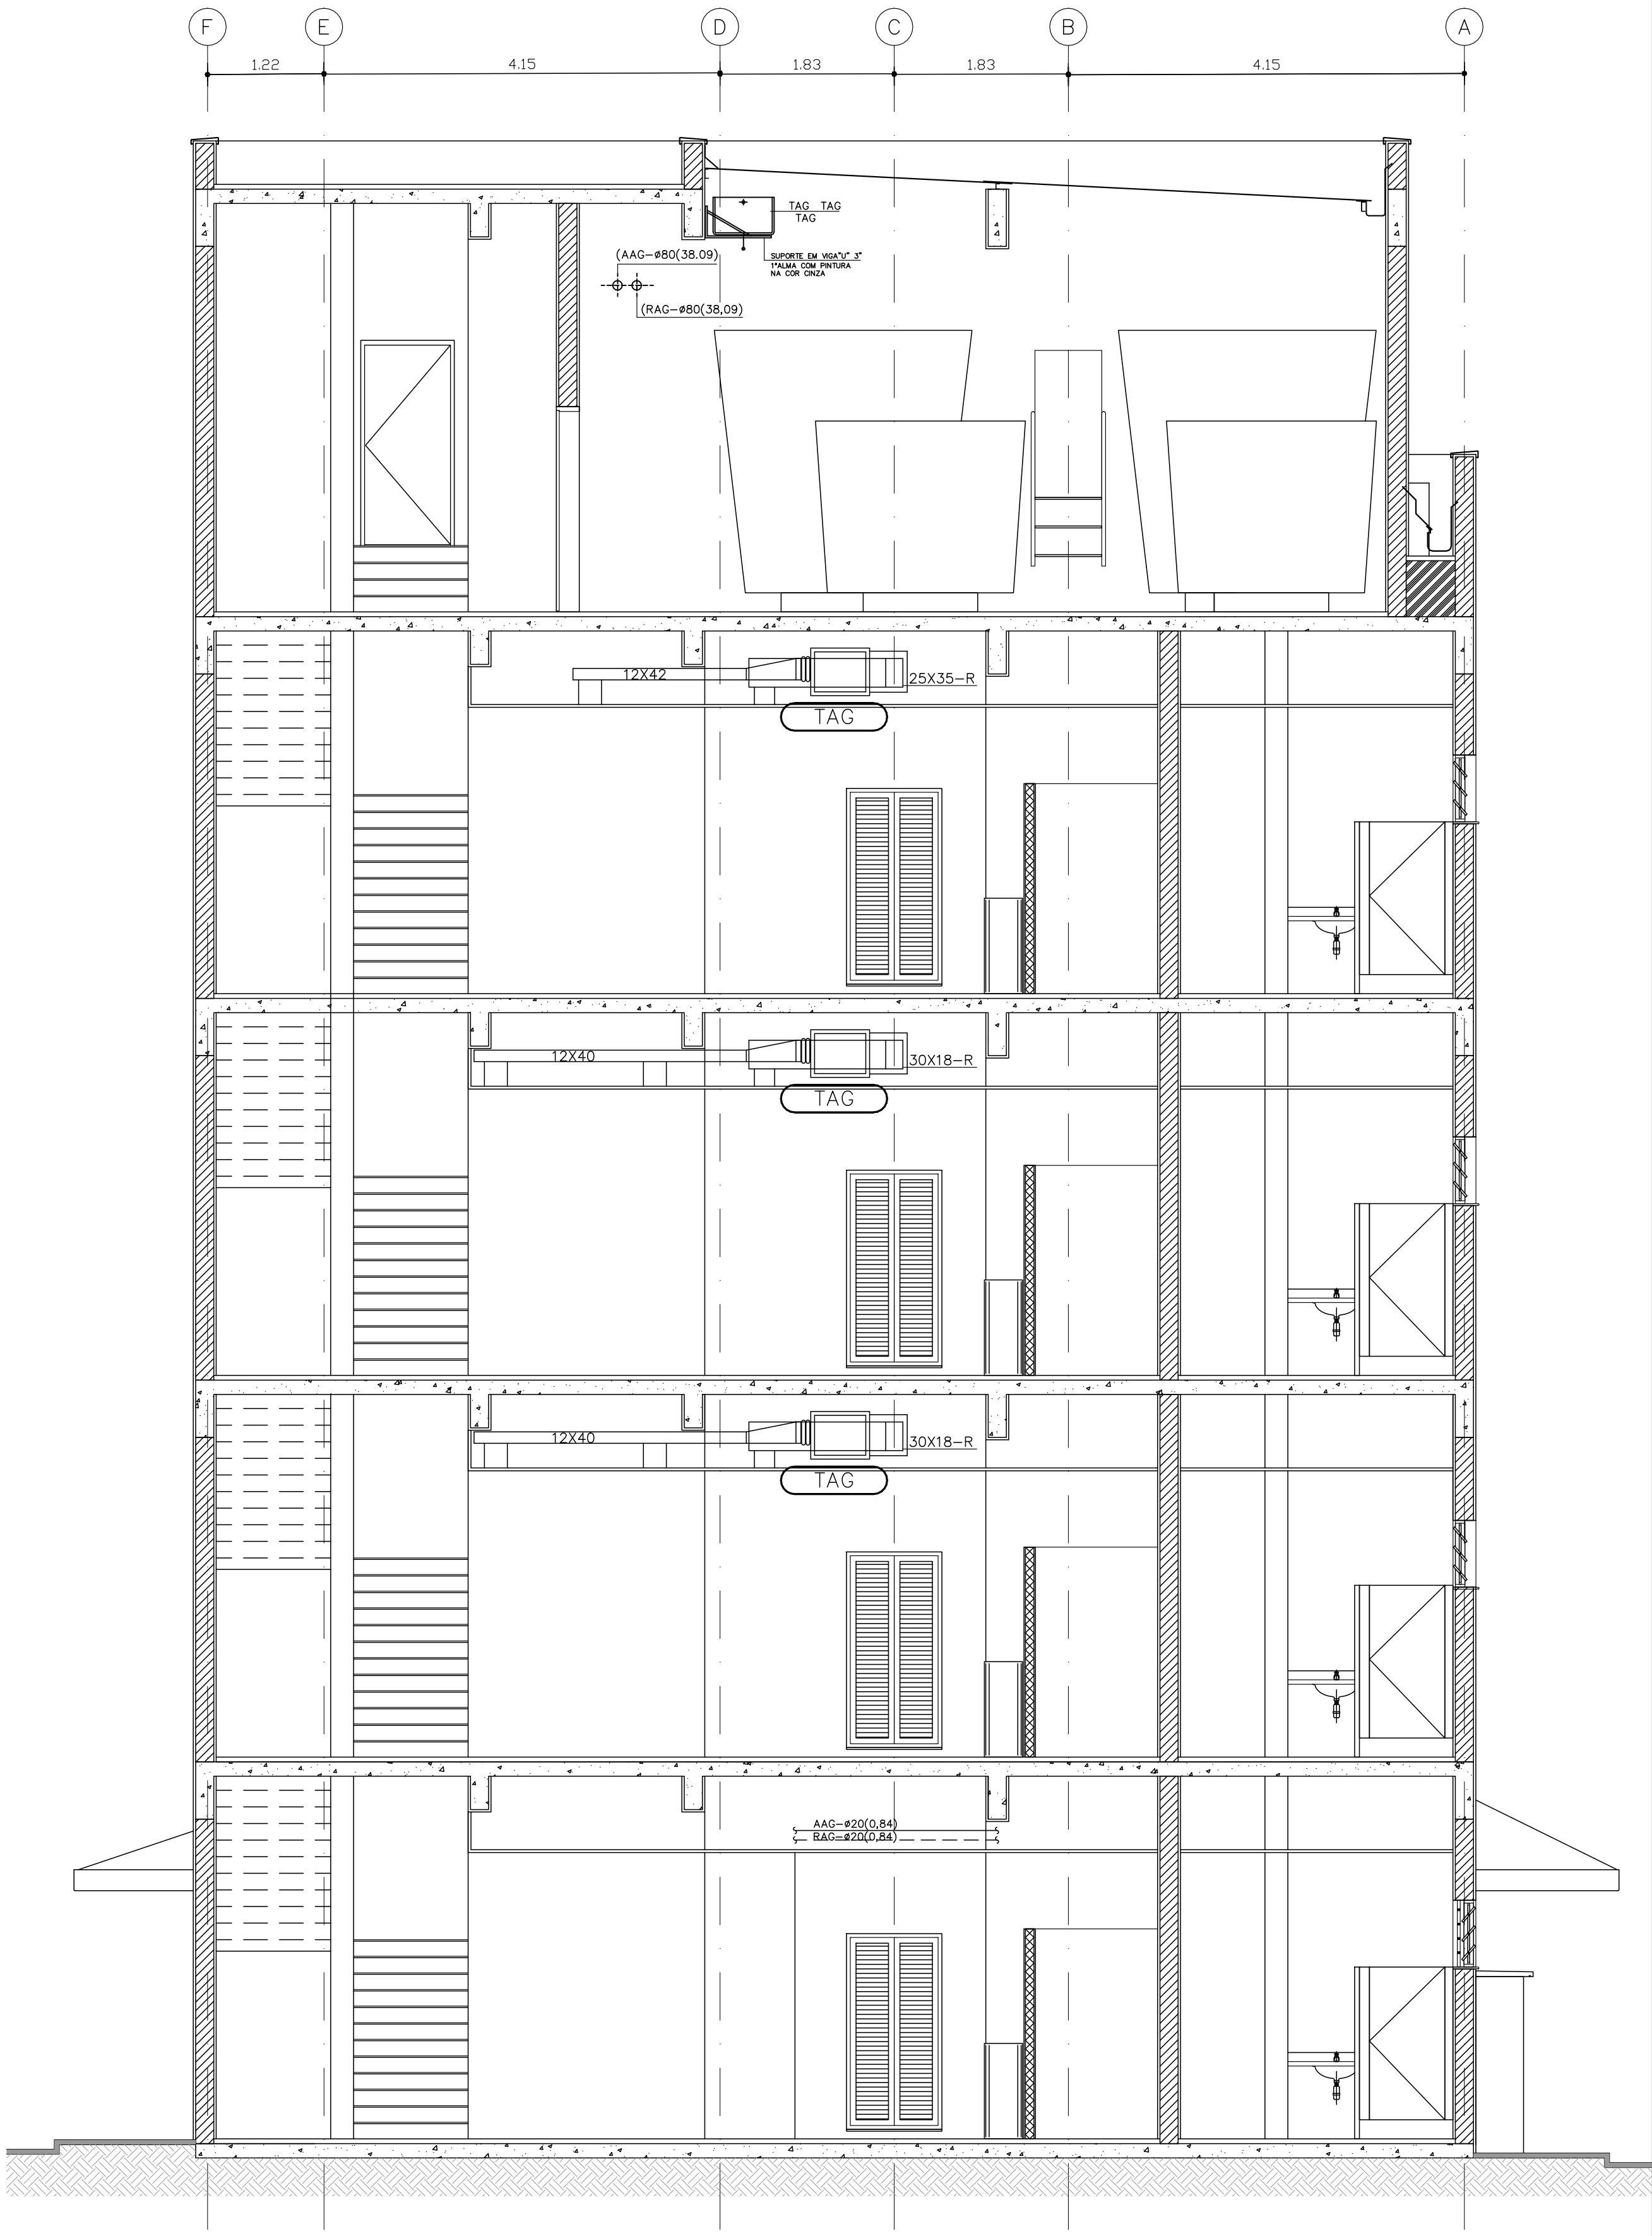 F E D C B A
1.22 4.15 1.83 1.83 4.15
TAG TAG
TAG
(AAG-ø80(38.09)
SUPORTE EM VIGA"U" 3"
1"ALMA COM PINTURA
NA COR CINZA
(RAG-ø80(38,09)
12X42 25X35-R
TAG
12X40 30X18-R
TAG
12X40 30X18-R
TAG
AAG-ø20(0,84)
RAG-ø20(0,84)